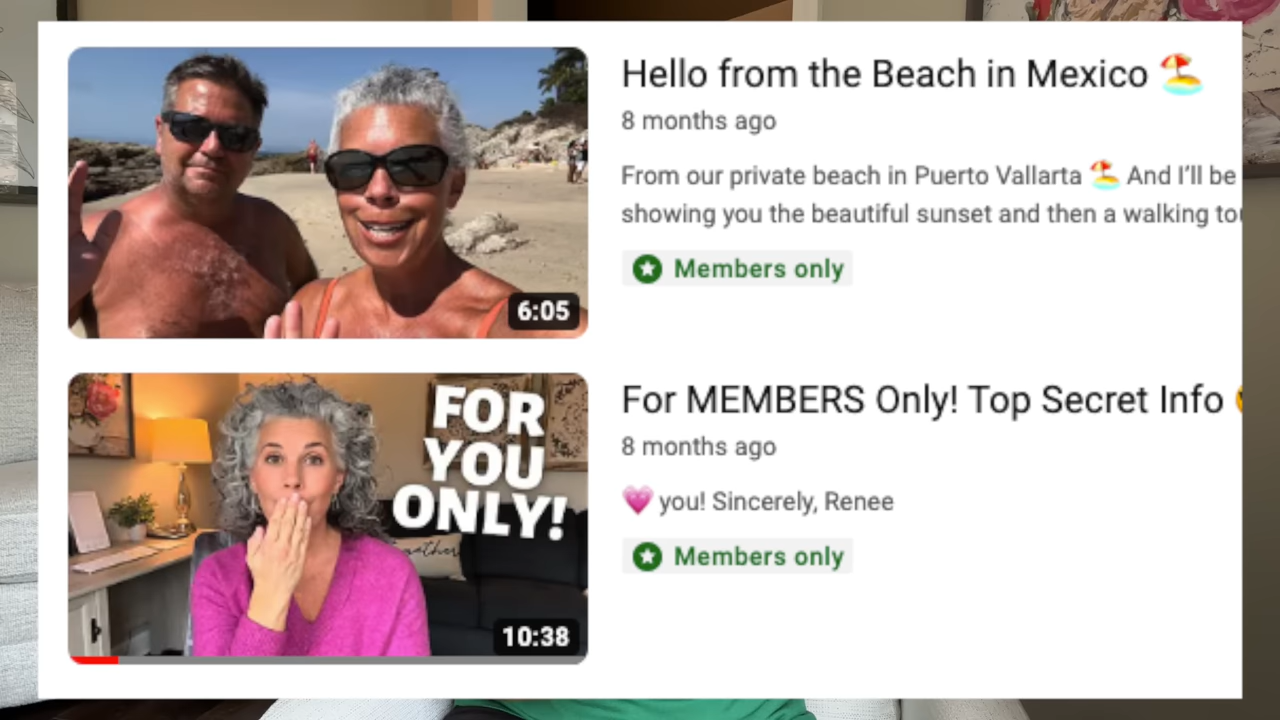 Hello from the Beach in Mexico 🏖️
8 months ago
From our private beach in Puerto Vallarta 🏖️ And I'll be
showing you the beautiful sunset and then a walking
Members only
6:05
FOR
YOU
ONLY!
gather
10:38
For MEMBERS Only! Top Secret Info
8 months ago
💗 you! Sincerely, Renee
Members only